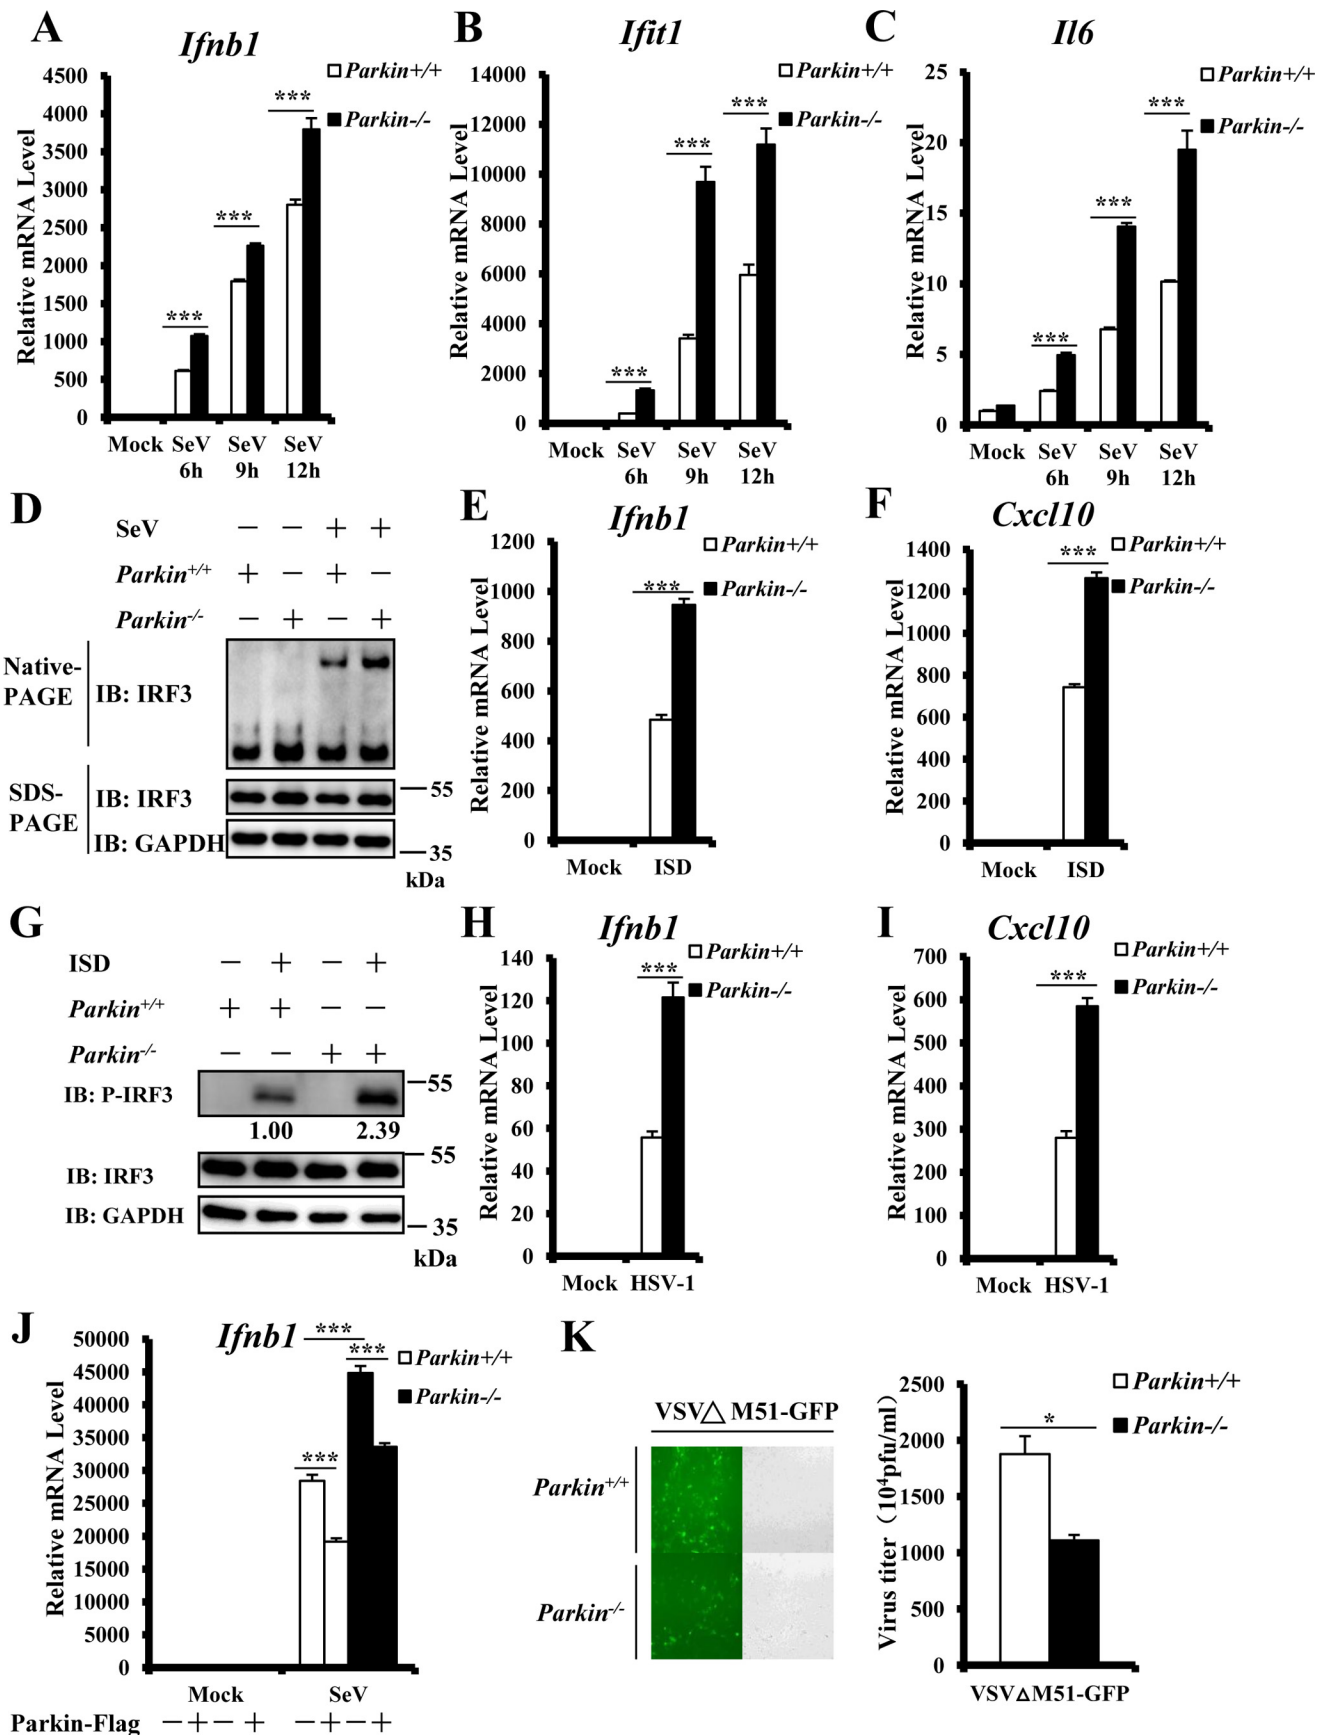 A
Ifnb1
Parkin+/+
Parkin-/-
Relative mRNA Level
4500
4000
3500
3000
2500
2000
1500
1000
500
0
***
***
***
Mock SeV SeV SeV
6h 9h 12h
B
Ifit1
Parkin+/+
Parkin-/-
Relative mRNA Level
14000
12000
10000
8000
6000
4000
2000
0
***
***
***
Mock SeV SeV SeV
6h 9h 12h
C
Il6
Parkin+/+
Parkin-/-
Relative mRNA Level
25
20
15
10
5
0
***
***
***
Mock SeV SeV SeV
6h 9h 12h
D
SeV − − + +
Parkin+/+ + − + −
Parkin-/- − + − +
Native-
PAGE
IB: IRF3
SDS-
PAGE
IB: IRF3
55
IB: GAPDH
35
kDa
E
Ifnb1
Parkin+/+
Parkin-/-
Relative mRNA Level
1200
1000
800
600
400
200
0
***
Mock ISD
F
Cxcl10
Parkin+/+
Parkin-/-
Relative mRNA Level
1400
1200
1000
800
600
400
200
0
***
Mock ISD
G
ISD − + − +
Parkin+/+ + + − −
Parkin-/- − − + +
IB: P-IRF3
55
1.00 2.39
IB: IRF3
55
IB: GAPDH
35
kDa
H
Ifnb1
Parkin+/+
Parkin-/-
Relative mRNA Level
140
120
100
80
60
40
20
0
***
Mock HSV-1
I
Cxcl10
Parkin+/+
Parkin-/-
Relative mRNA Level
700
600
500
400
300
200
100
0
***
Mock HSV-1
J
Ifnb1
Parkin+/+
Parkin-/-
Relative mRNA Level
50000
45000
40000
35000
30000
25000
20000
15000
10000
5000
0
***
***
***
Mock SeV
Parkin-Flag − + − + − + − +
K
VSV△ M51-GFP
Parkin+/+
Parkin-/-
Parkin+/+
Parkin-/-
Virus titer（10⁴pfu/ml）
2500
2000
1500
1000
500
0
*
VSV△M51-GFP